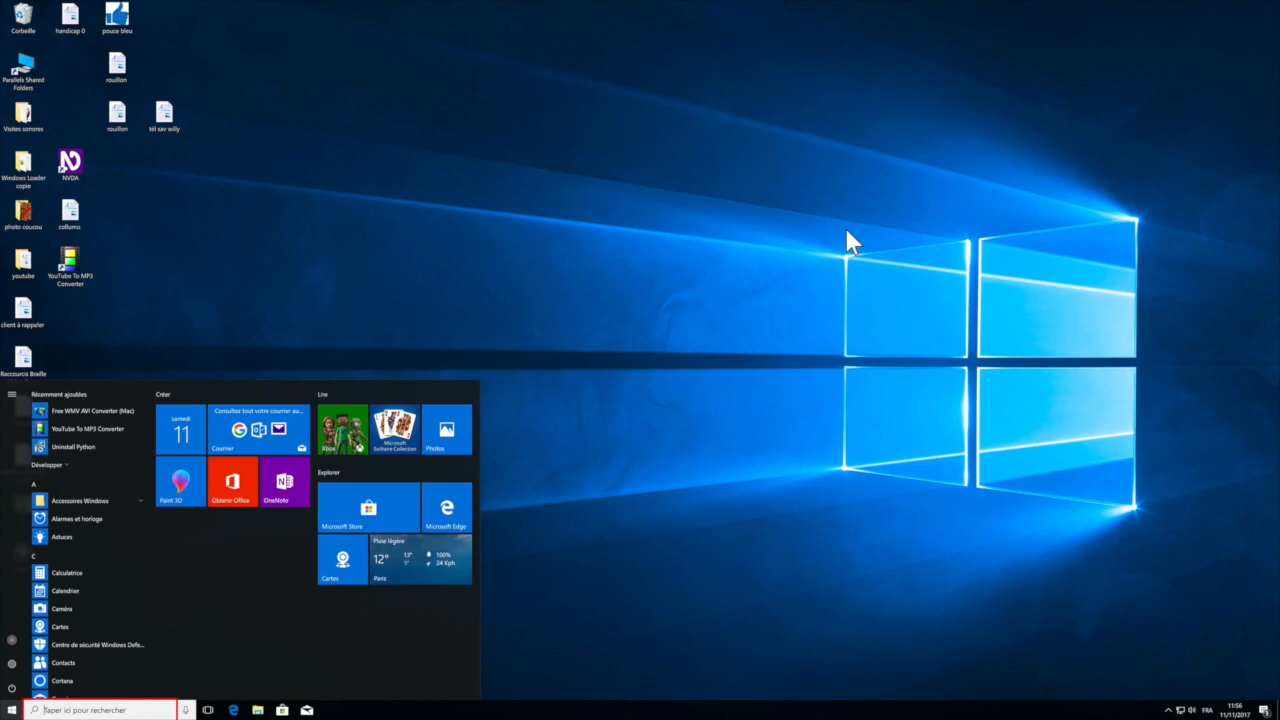 Corbeille
handicap 0
pouce bleu
Parallels Shared
Folders
rouillon
Visites sonores
rouillon
tél sav willy
Windows Loader
copie
NVDA
photo coucou
collumo
youtube
YouTube To MP3
Converter
client à rappeler
Raccourcis Braille
Récemment ajoutées
Free WMV AVI Converter (Mac)
YouTube To MP3 Converter
Uninstall Python
Développer
A
Accessoires Windows
Alarmes et horloge
Astuces
C
Calculatrice
Calendrier
Caméra
Cartes
Centre de sécurité Windows Defe...
Contacts
Cortana
Créer
samedi
11
Consultez tout votre courrier au...
Courrier
Paint 3D
Obtenir Office
OneNote
Lire
Xbox
Microsoft
Solitaire Collection
Photos
Explorer
Microsoft Store
Microsoft Edge
Cartes
Pluie légère
12°
13°
9°
100%
24 Kph
Paris
Taper ici pour rechercher
FRA
11:56
11/11/2017